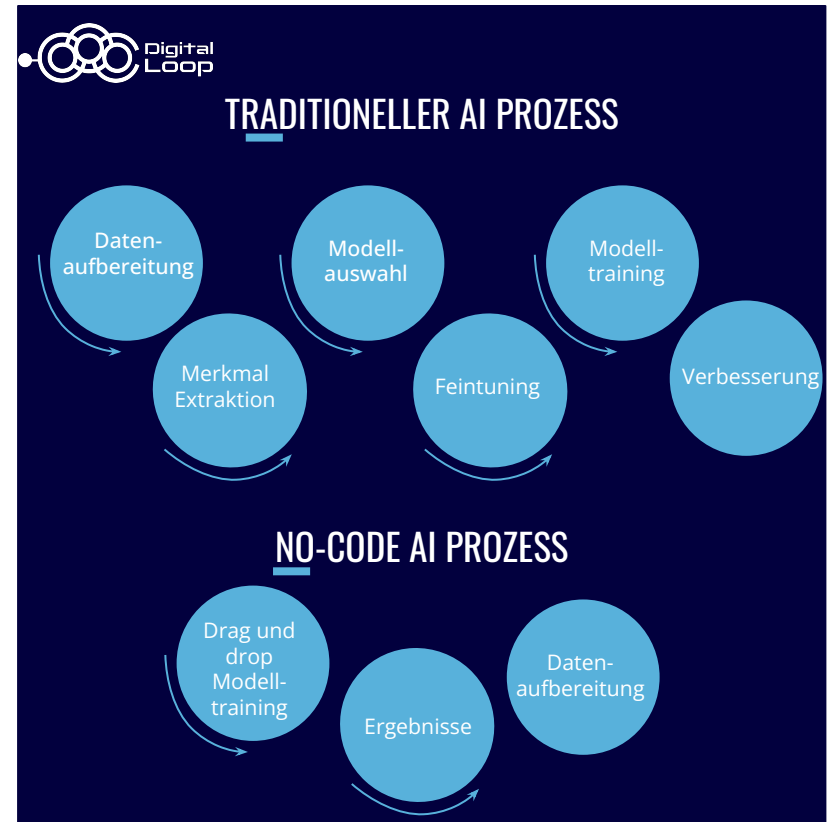 Digital
Loop
TRADITIONELLER AI PROZESS
Daten-
aufbereitung
Merkmal
Extraktion
Modell-
auswahl
Feintuning
Modell-
training
Verbesserung
NO-CODE AI PROZESS
Drag und
drop
Modell-
training
Ergebnisse
Daten-
aufbereitung